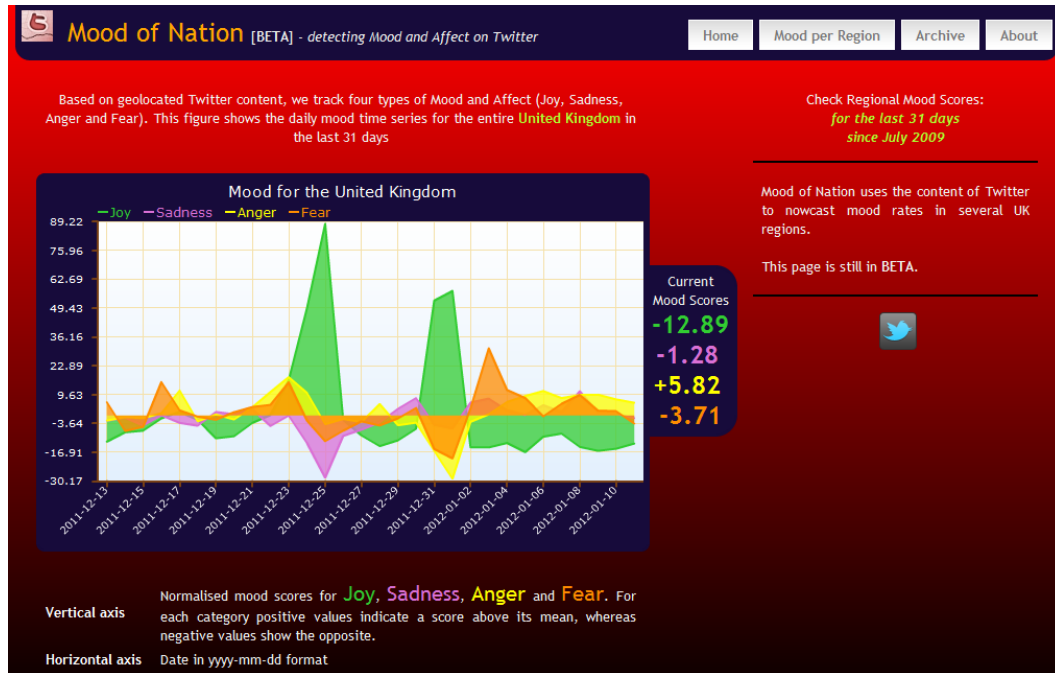 Mood of Nation [BETA] - detecting Mood and Affect on Twitter
Home
Mood per Region
Archive
About
Based on geolocated Twitter content, we track four types of Mood and Affect (Joy, Sadness,
Anger and Fear). This figure shows the daily mood time series for the entire United Kingdom in
the last 31 days
Check Regional Mood Scores:
for the last 31 days
since July 2009
Mood of Nation uses the content of Twitter
to nowcast mood rates in several UK
regions.
This page is still in BETA.
Mood for the United Kingdom
Joy Sadness Anger Fear
89.22
75.96
62.69
49.43
36.16
22.89
9.63
-3.64
-16.91
-30.17
2011-12-13
2011-12-15
2011-12-17
2011-12-19
2011-12-21
2011-12-23
2011-12-25
2011-12-27
2011-12-29
2011-12-31
2012-01-02
2012-01-04
2012-01-06
2012-01-08
2012-01-10
Current
Mood Scores
-12.89
-1.28
+5.82
-3.71
Vertical axis
Normalised mood scores for Joy, Sadness, Anger and Fear. For
each category positive values indicate a score above its mean, whereas
negative values show the opposite.
Horizontal axis
Date in yyyy-mm-dd format